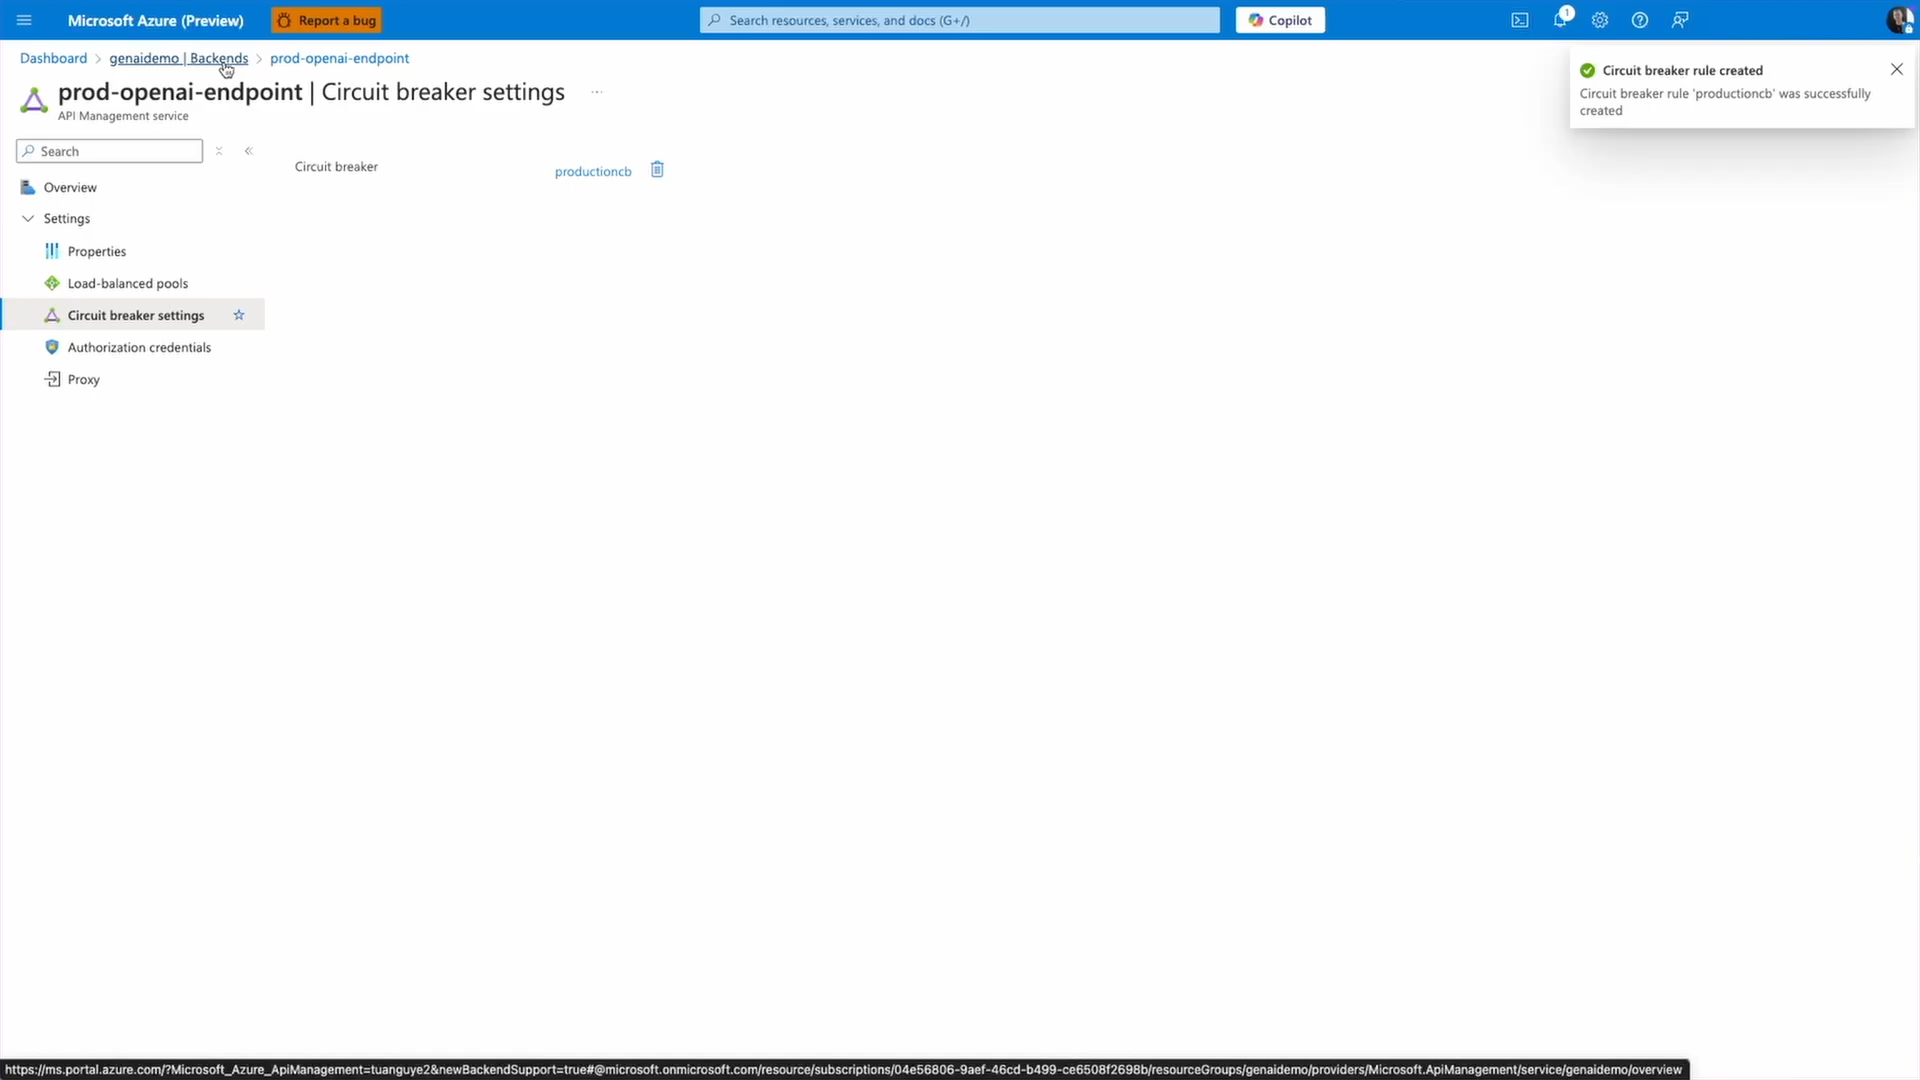 Microsoft Azure (Preview)
Report a bug
Search resources, services, and docs (G+/)
Copilot
1
Dashboard > genaidemo | Backends > prod-openai-endpoint
prod-openai-endpoint | Circuit breaker settings ...
API Management service
Circuit breaker rule created
Circuit breaker rule 'productioncb' was successfully
created
Search
Circuit breaker
productioncb
Overview
Settings
Properties
Load-balanced pools
Circuit breaker settings
Authorization credentials
Proxy
https://ms.portal.azure.com/?Microsoft_Azure_ApiManagement=tuanguye2&newBackendSupport=true#@microsoft.onmicrosoft.com/resource/subscriptions/04e56806-9aef-46cd-b499-ce6508f2698b/resourceGroups/genaidemo/providers/Microsoft.ApiManagement/service/genaidemo/overview